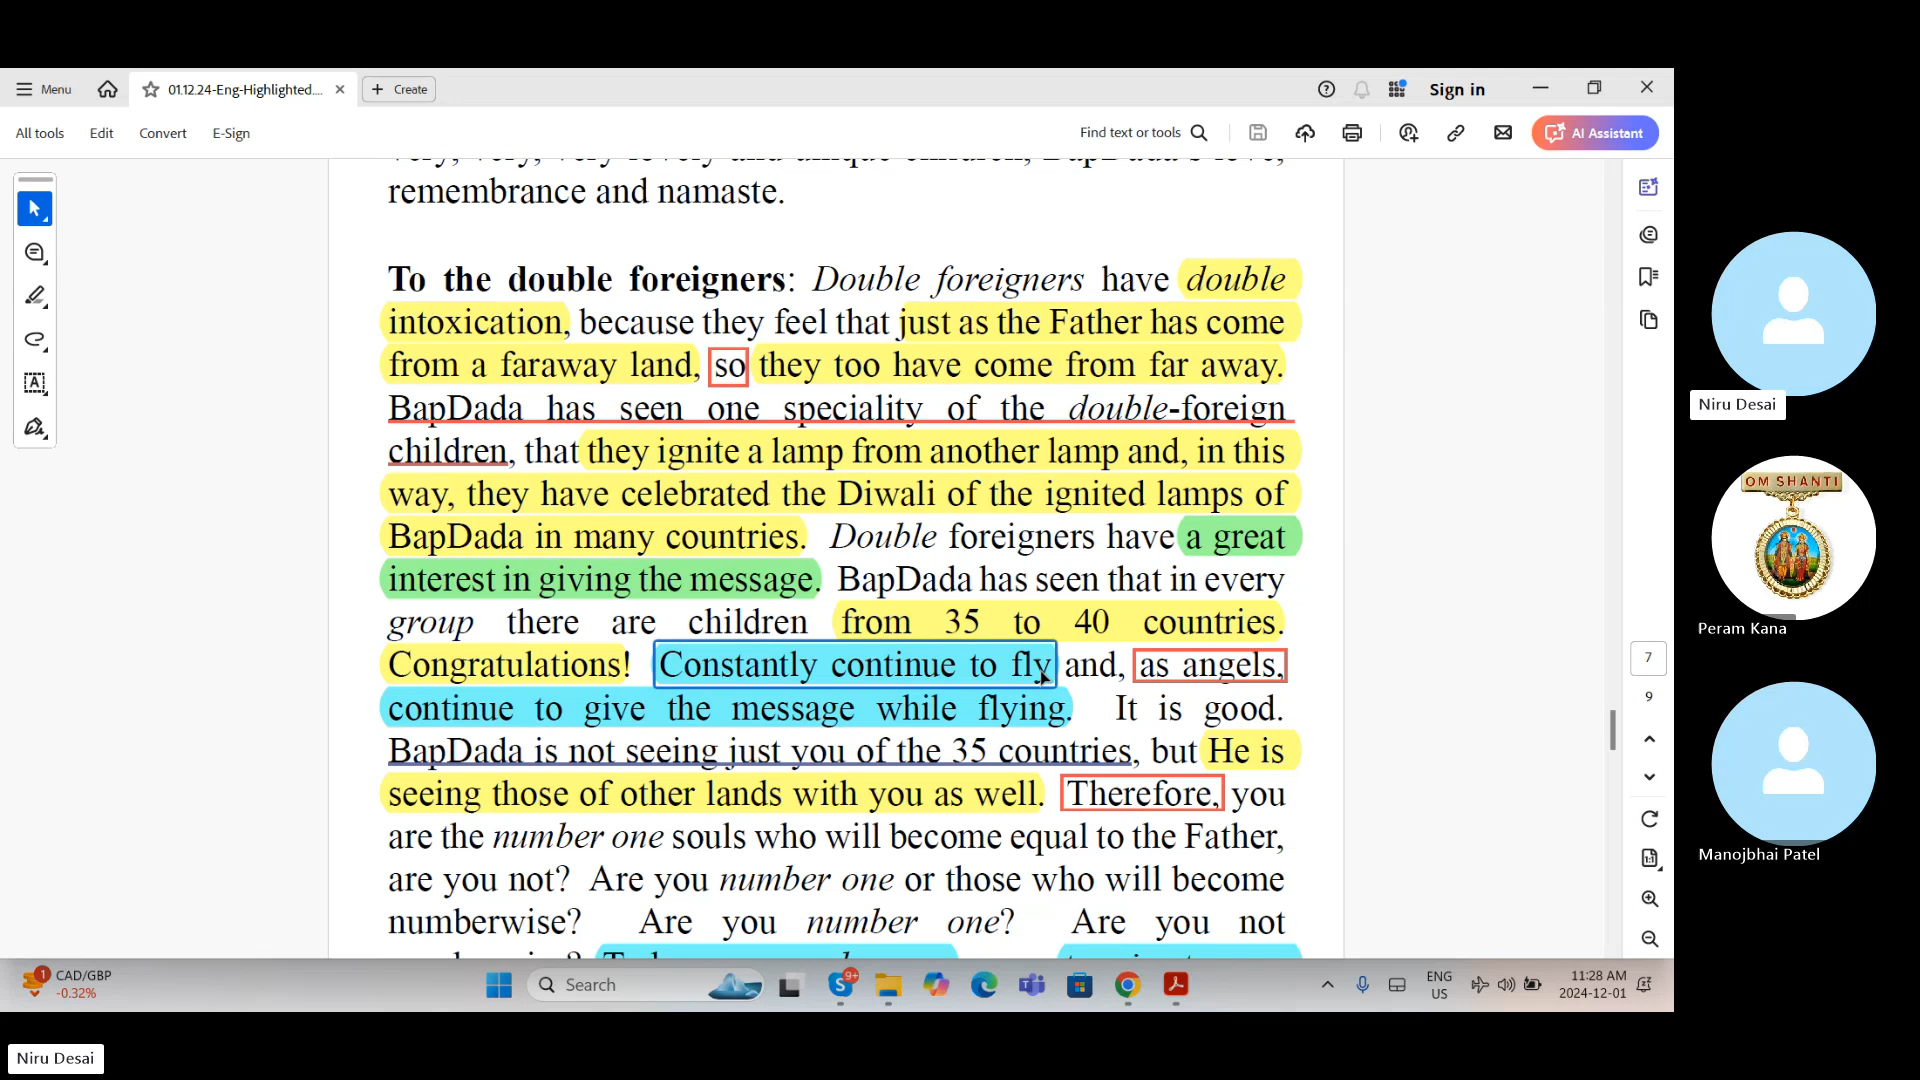 Menu
01.12.24-Eng-Highlighted....
Create
Sign in
All tools
Edit
Convert
E-Sign
Find text or tools
AI Assistant
very, very, very lovely and unique children, BapDada's love,
remembrance and namaste.
To the double foreigners: Double foreigners have double
intoxication, because they feel that just as the Father has come
from a faraway land, so they too have come from far away.
BapDada has seen one speciality of the double-foreign
children, that they ignite a lamp from another lamp and, in this
way, they have celebrated the Diwali of the ignited lamps of
BapDada in many countries. Double foreigners have a great
interest in giving the message. BapDada has seen that in every
group there are children from 35 to 40 countries.
Congratulations! Constantly continue to fly and, as angels,
continue to give the message while flying. It is good.
BapDada is not seeing just you of the 35 countries, but He is
seeing those of other lands with you as well. Therefore, you
are the number one souls who will become equal to the Father,
are you not? Are you number one or those who will become
numberwise? Are you number one? Are you not
7
9
1
CAD/GBP
-0.32%
Search
9+
ENG
US
11:28 AM
2024-12-01
Niru Desai
OM SHANTI
Peram Kana
Manojbhai Patel
Niru Desai